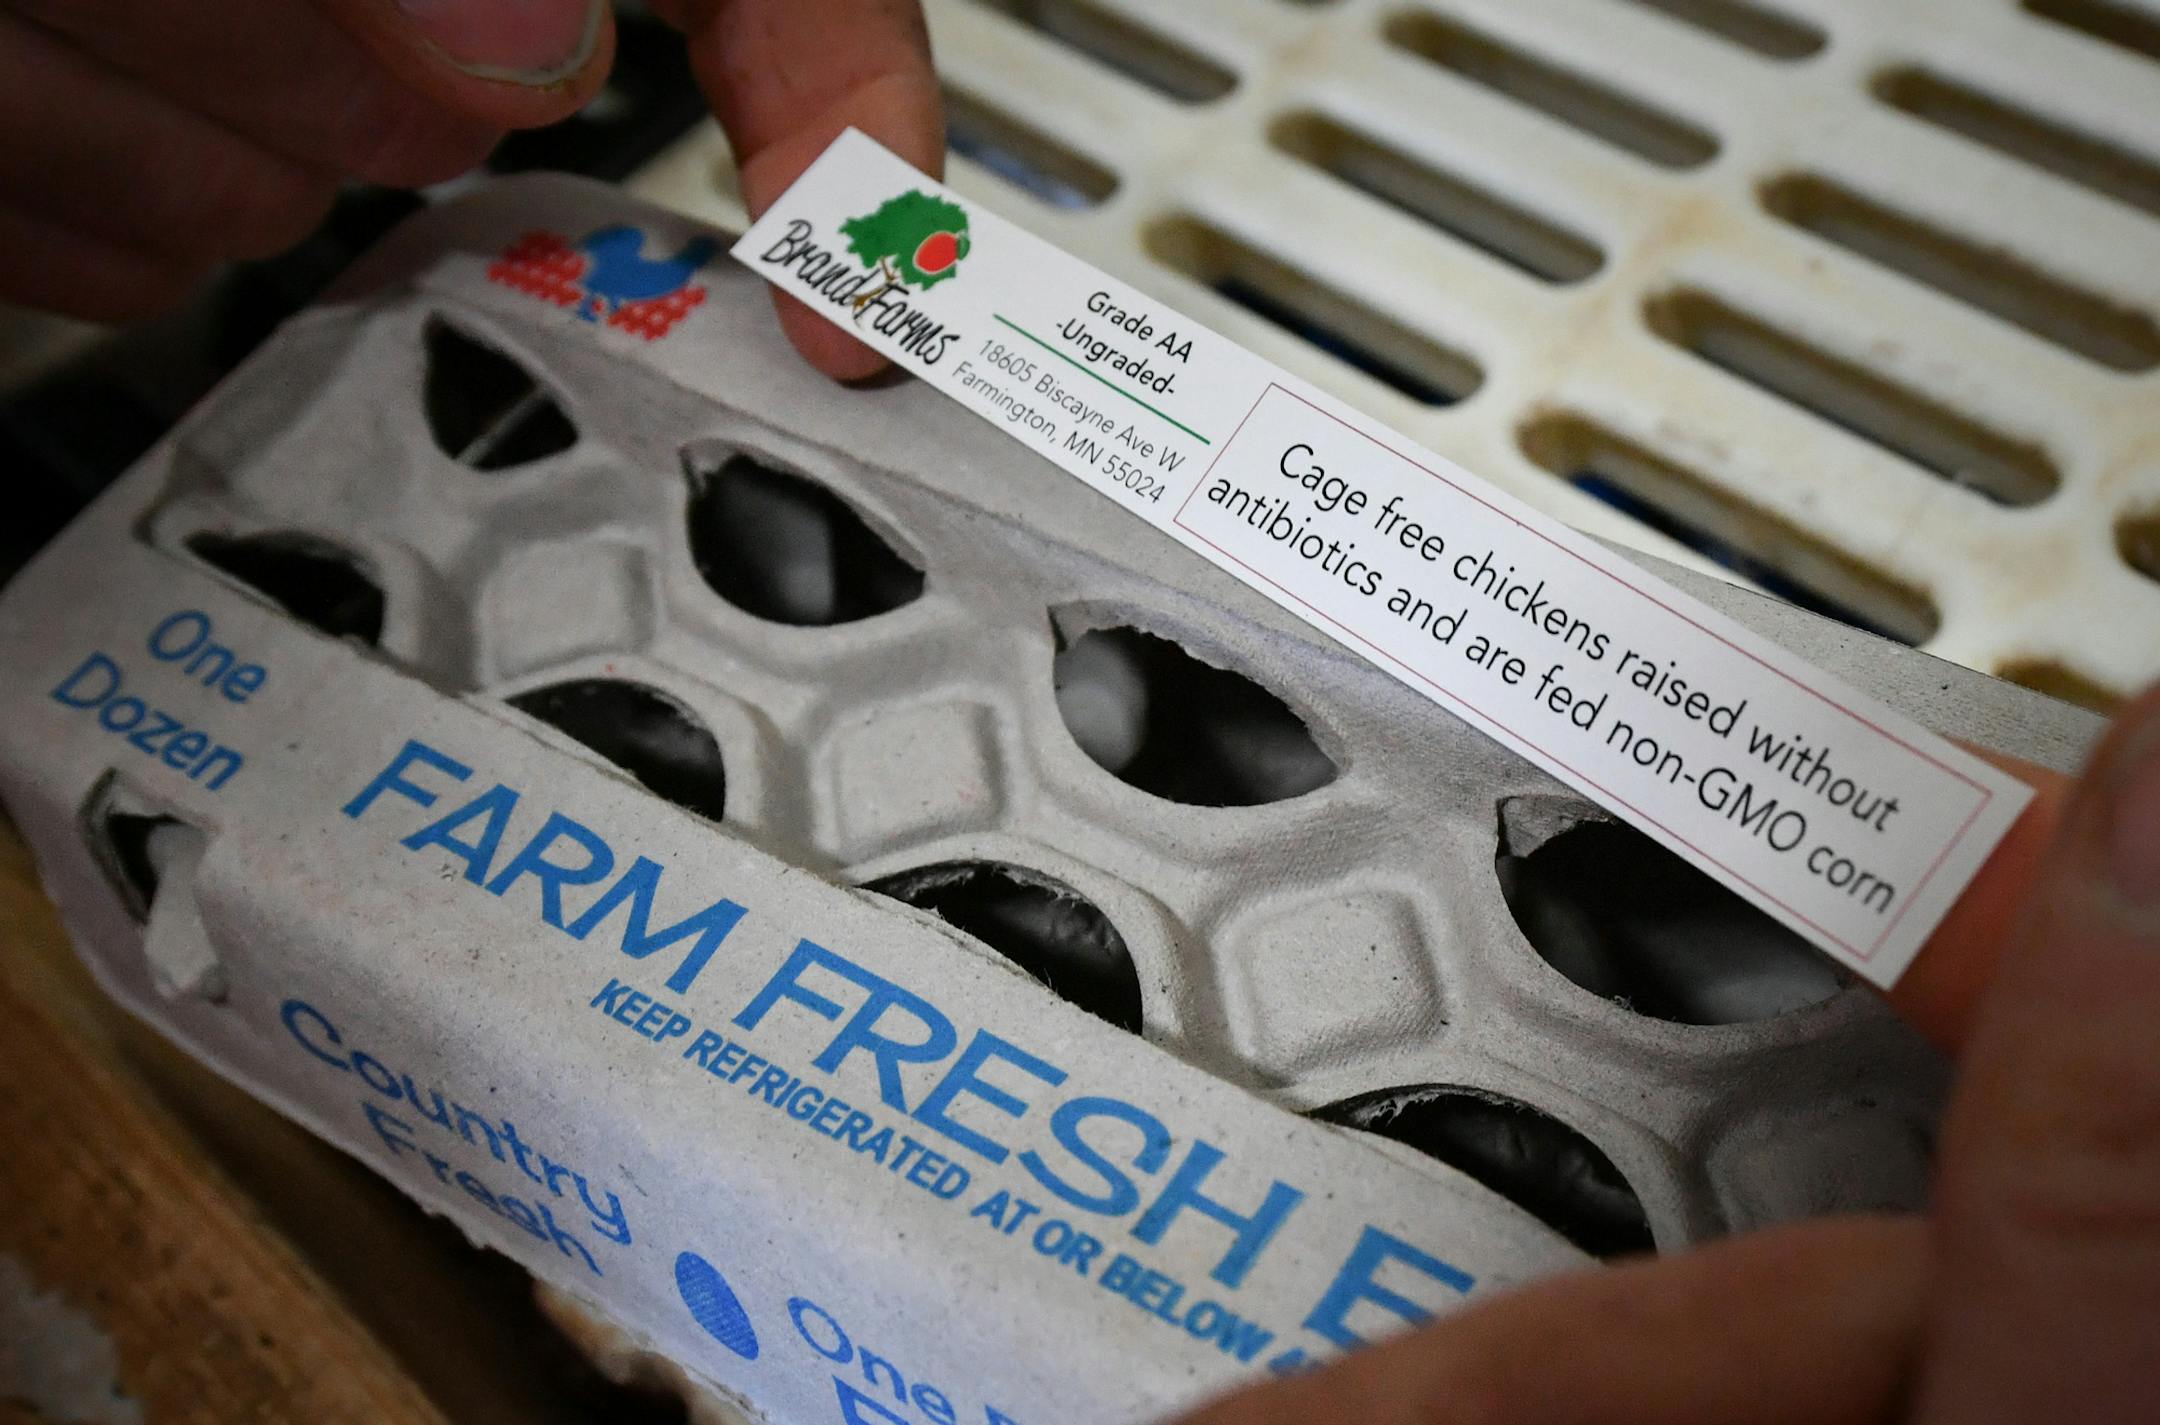 Brand Farms
Grade AA
-Ungraded-
18605 Biscayne Ave W
Farmington, MN 55024
Cage free chickens raised without
antibiotics and are fed non-GMO corn
One
Dozen
FARM FRESH E
KEEP REFRIGERATED AT OR BELOW 4
Country
Fresh
One